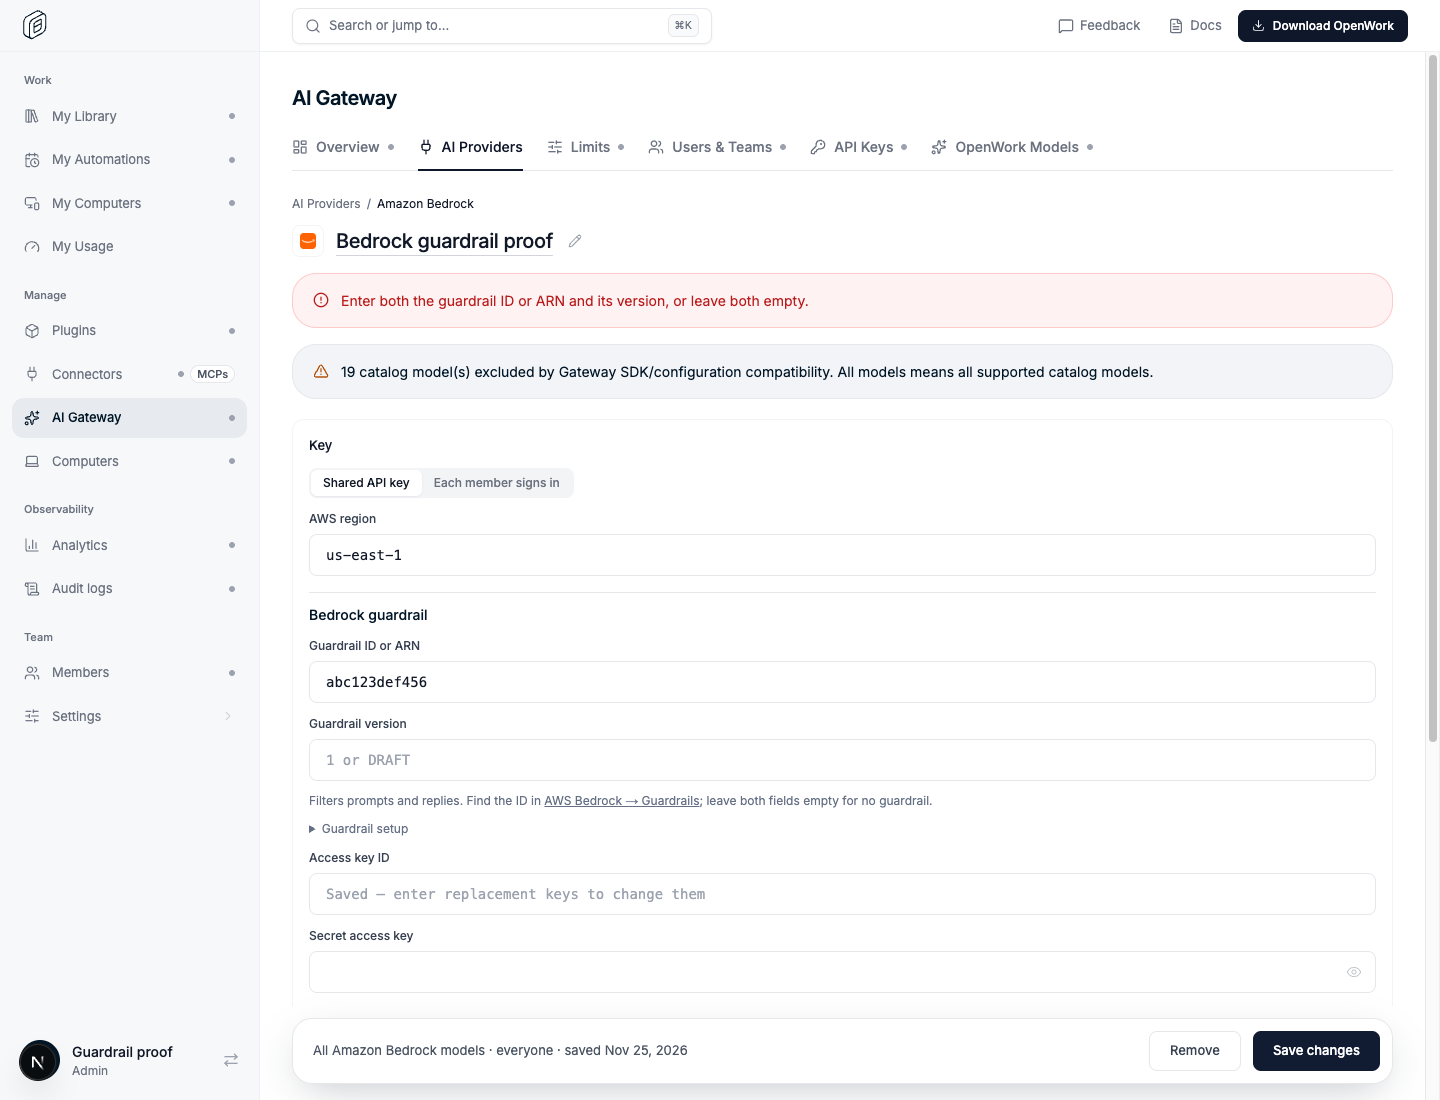 Search or jump to...
⌘K
Feedback
Docs
Download OpenWork
Work
My Library
My Automations
My Computers
My Usage
Manage
Plugins
Connectors
MCPs
AI Gateway
Computers
Observability
Analytics
Audit logs
Team
Members
Settings
Guardrail proof
Admin
AI Gateway
Overview
AI Providers
Limits
Users & Teams
API Keys
OpenWork Models
AI Providers / Amazon Bedrock
Bedrock guardrail proof
Enter both the guardrail ID or ARN and its version, or leave both empty.
19 catalog model(s) excluded by Gateway SDK/configuration compatibility. All models means all supported catalog models.
Key
Shared API key
Each member signs in
AWS region
us-east-1
Bedrock guardrail
Guardrail ID or ARN
abc123def456
Guardrail version
1 or DRAFT
Filters prompts and replies. Find the ID in AWS Bedrock → Guardrails; leave both fields empty for no guardrail.
Guardrail setup
Access key ID
Saved — enter replacement keys to change them
Secret access key
All Amazon Bedrock models · everyone · saved Nov 25, 2026
Remove
Save changes